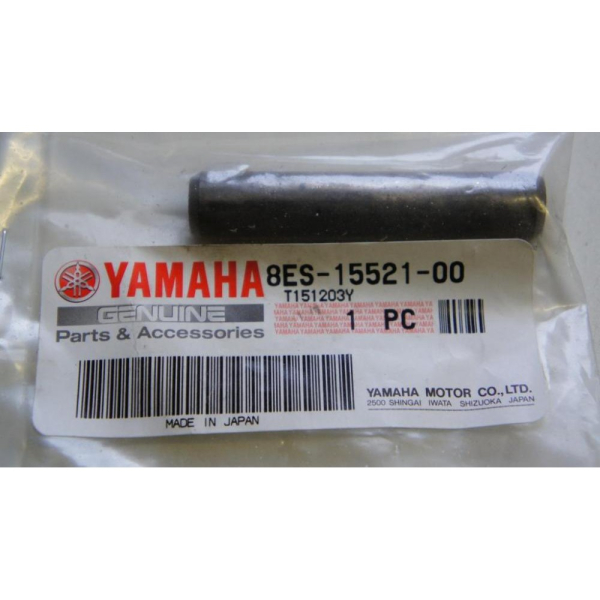 YAMAHA 8ES-15521-00
GENUINE T151203Y
Parts & Accessories 1 PC
YAMAHA MOTOR CO.,LTD.
2500 SHINGAI IWATA SHIZUOKA JAPAN
MADE IN JAPAN